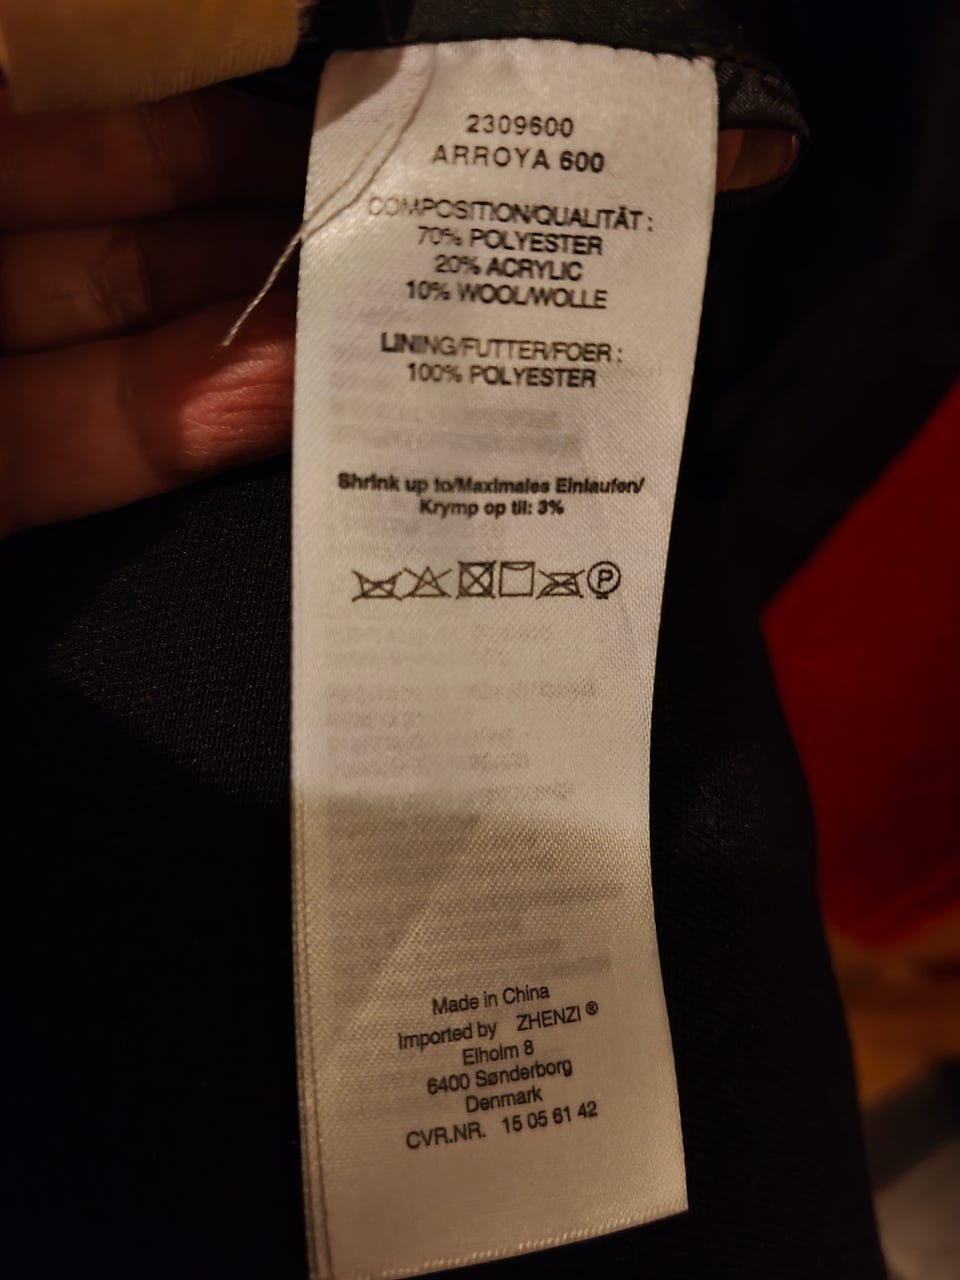 2309600
ARROYA 600
COMPOSITION/QUALITÄT :
70% POLYESTER
20% ACRYLIC
10% WOOL/WOLLE
LINING/FUTTER/FOER :
100% POLYESTER
Shrink up to/Maximales Einlaufen/
Krymp op til: 3%
P
Made in China
Imported by ZHENZI ®
Elholm 8
6400 Sønderborg
Denmark
CVR.NR. 15 05 61 42